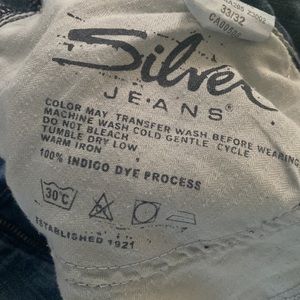 33/32
Silver
JEANS®
COLOR MAY TRANSFER WASH BEFORE WEARING
MACHINE WASH COLD GENTLE CYCLE
DO NOT BLEACH
TUMBLE DRY LOW
WARM IRON
100% INDIGO DYE PROCESS
30°C
ESTABLISHED 1921